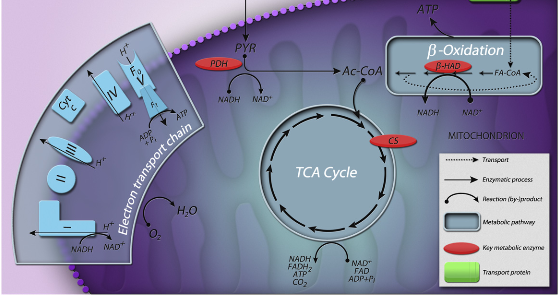 ATP
PYR
PDH
NADH
NAD+
Ac-CoA
β-Oxidation
β-HAD
FA-CoA
NADH
NAD+
MITOCHONDRION
CS
TCA Cycle
NADH
FADH2
ATP
CO2
NAD+
FAD
ADP+Pi
Electron transport chain
H+
F0
V
F1
ATP
ADP
+Pi
IV
H+
Cyt
c
III
H+
II
I
H+
NADH
NAD+
H2O
O2
Transport
Enzymatic process
Reaction (by-)product
Metabolic pathway
Key metabolic enzyme
Transport protein